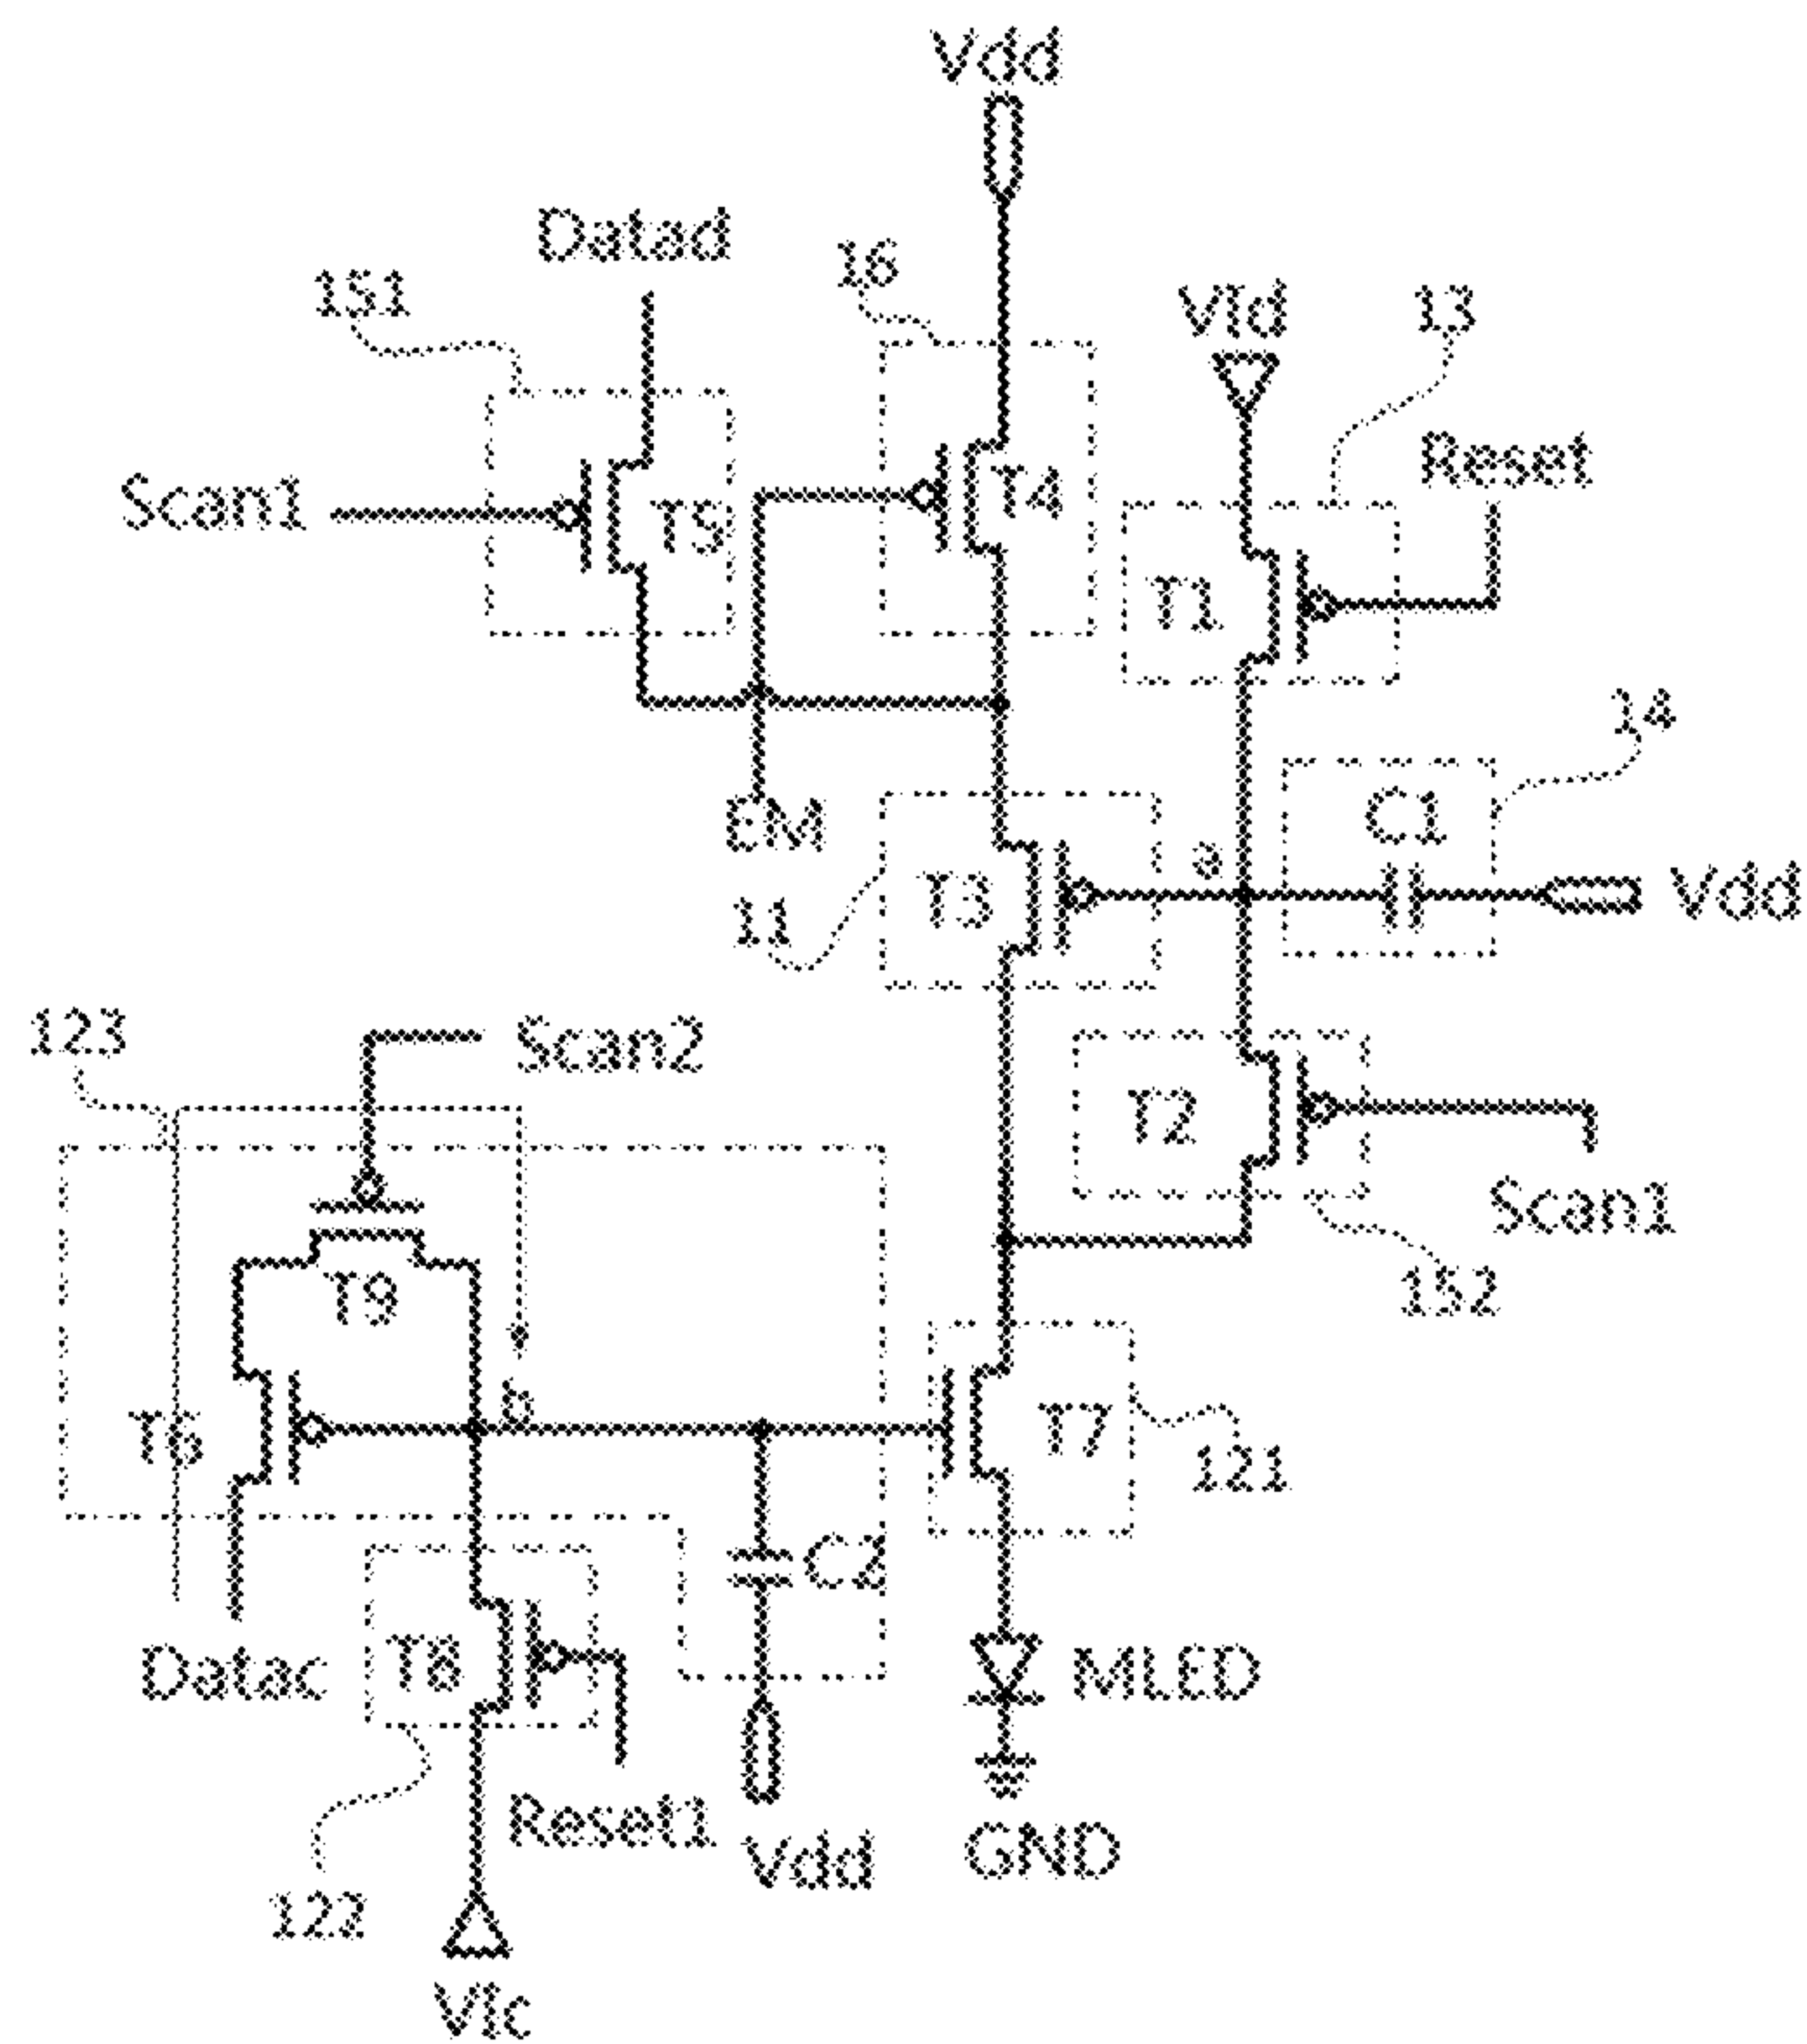 Vdd
Datad
16
151
VId
13
Reset
Scan1
T5
T4
T1
14
C1
EM
a
T3
Vdd
11
123
Scan2
T2
Scan1
152
T9
b
T6
T7
121
C2
Datac
T8
MLED
Reset1
Vdd
GND
122
VIc